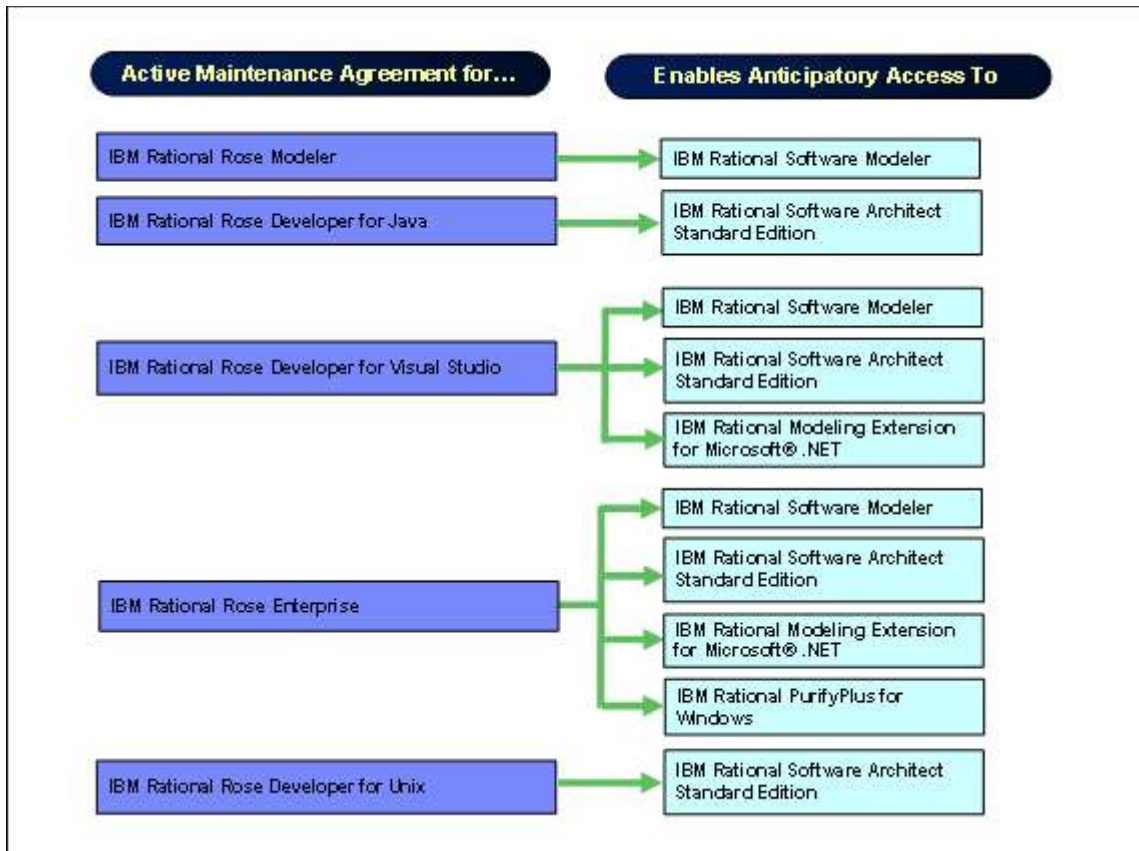 Active Maintenance Agreement for...
Enables Anticipatory Access To
IBM Rational Rose Modeler
IBM Rational Software Modeler
IBM Rational Rose Developer for Java
IBM Rational Software Architect
Standard Edition
IBM Rational Rose Developer for Visual Studio
IBM Rational Software Modeler
IBM Rational Software Architect
Standard Edition
IBM Rational Modeling Extension
for Microsoft® .NET
IBM Rational Rose Enterprise
IBM Rational Software Modeler
IBM Rational Software Architect
Standard Edition
IBM Rational Modeling Extension
for Microsoft® .NET
IBM Rational PurifyPlus for
Windows
IBM Rational Rose Developer for Unix
IBM Rational Software Architect
Standard Edition